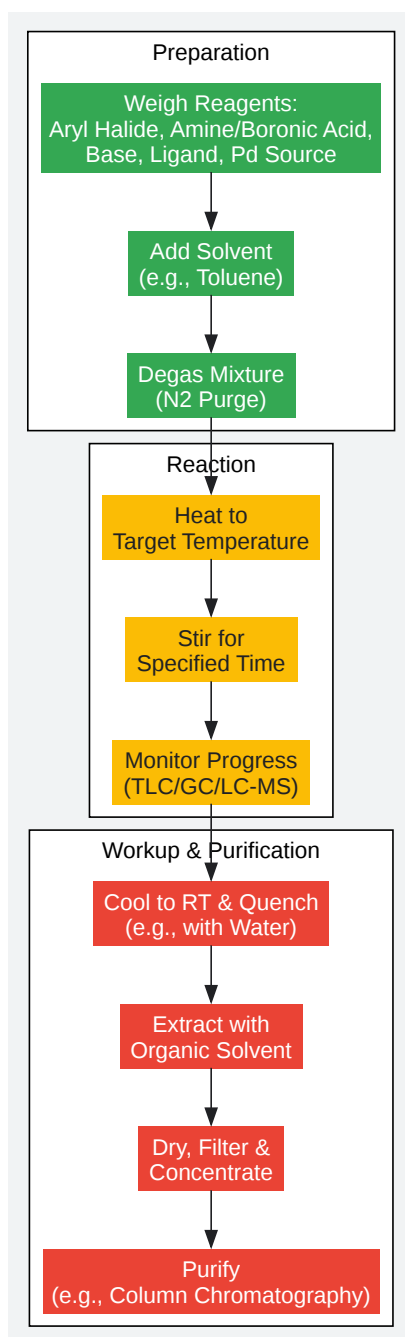 Preparation
Weigh Reagents:
Aryl Halide, Amine/Boronic Acid,
Base, Ligand, Pd Source
Add Solvent
(e.g., Toluene)
Degas Mixture
(N2 Purge)
Reaction
Heat to
Target Temperature
Stir for
Specified Time
Monitor Progress
(TLC/GC/LC-MS)
Workup & Purification
Cool to RT & Quench
(e.g., with Water)
Extract with
Organic Solvent
Dry, Filter &
Concentrate
Purify
(e.g., Column Chromatography)